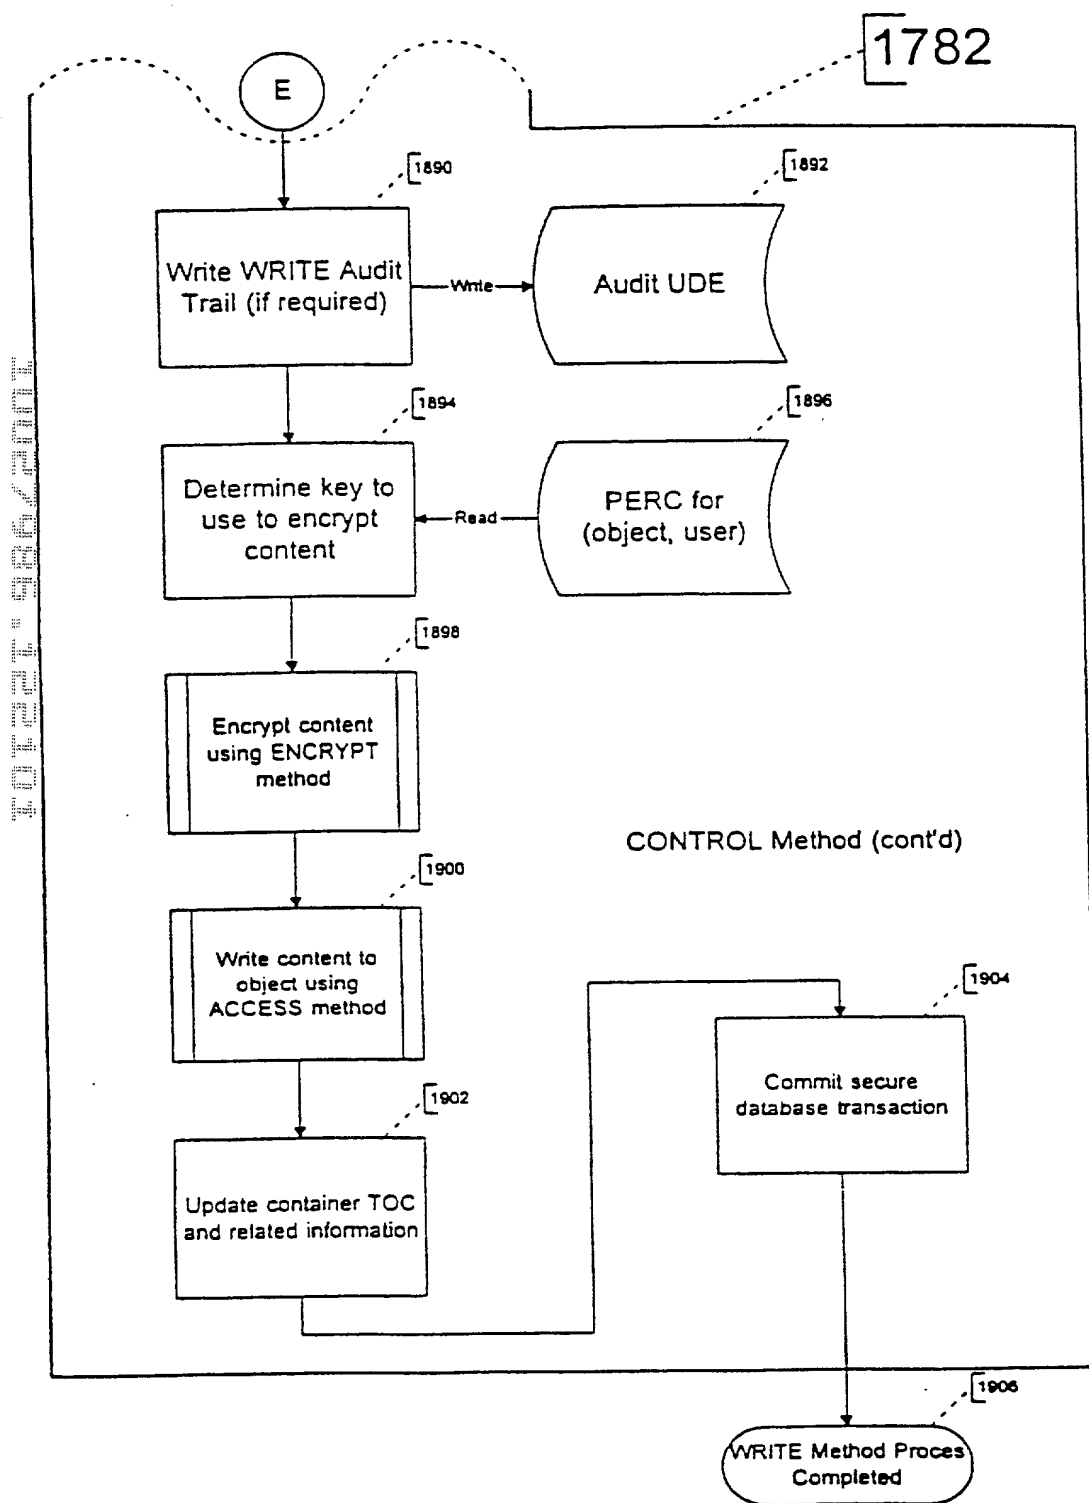 1782
E
1890
1892
Write WRITE Audit
Trail (if required)
Write
Audit UDE
1894
1896
Determine key to
use to encrypt
content
Read
PERC for
(object, user)
1898
Encrypt content
using ENCRYPT
method
CONTROL Method (cont'd)
1900
Write content to
object using
ACCESS method
1904
Commit secure
database transaction
1902
Update container TOC
and related information
1906
WRITE Method Proces
Completed